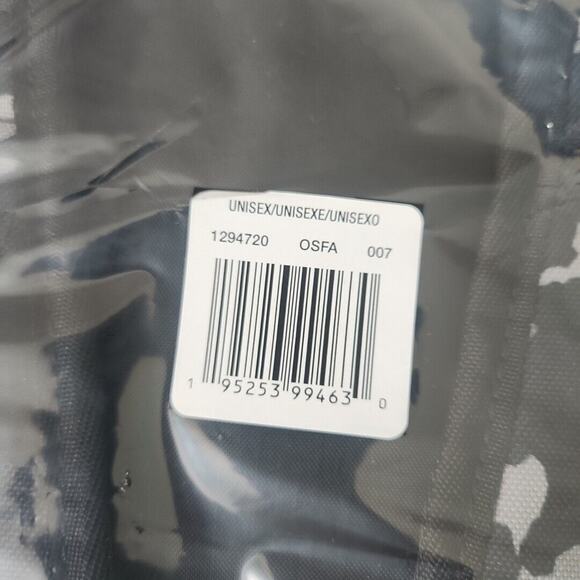 UNISEX/UNISEXE/UNISEXO
1294720 OSFA 007
1 95253 99463 0